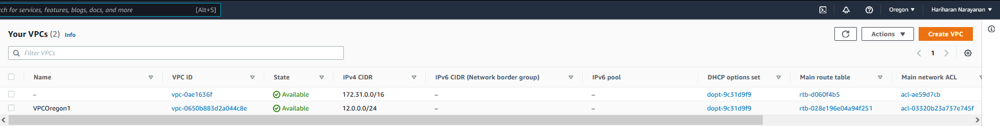 rch for services, features, blogs, docs, and more [Alt+S] Oregon ▼ Hariharan Narayanan ▼
Your VPCs (2) Info Actions ▼ Create VPC
Filter VPCs 1
Name VPC ID State IPv4 CIDR IPv6 CIDR (Network border group) IPv6 pool DHCP options set Main route table Main network ACL
– vpc-0ae1636f Available 172.31.0.0/16 – – dopt-9c31d9f9 rtb-d060f4b5 acl-ae59d7cb
VPCOregon1 vpc-0650b883d2a044c8e Available 12.0.0.0/24 – – dopt-9c31d9f9 rtb-028e196e04a94f251 acl-03320b23a737e745f